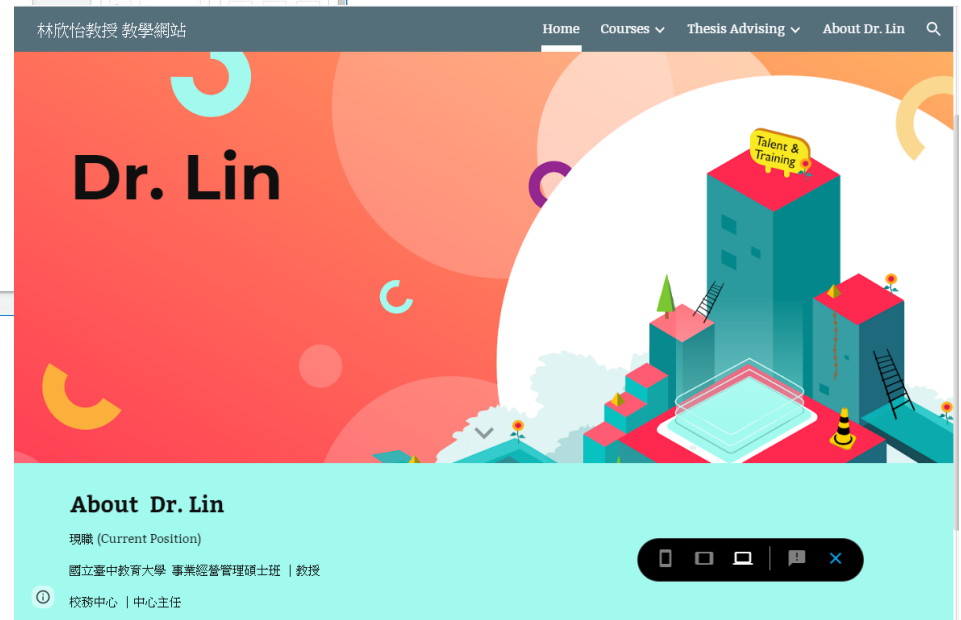 林欣怡教授 教學網站
Home Courses Thesis Advising About Dr. Lin
Talent &
Training
Dr. Lin
About Dr. Lin
現職 (Current Position)
國立臺中教育大學 事業經營管理碩士班 | 教授
校務中心 | 中心主任